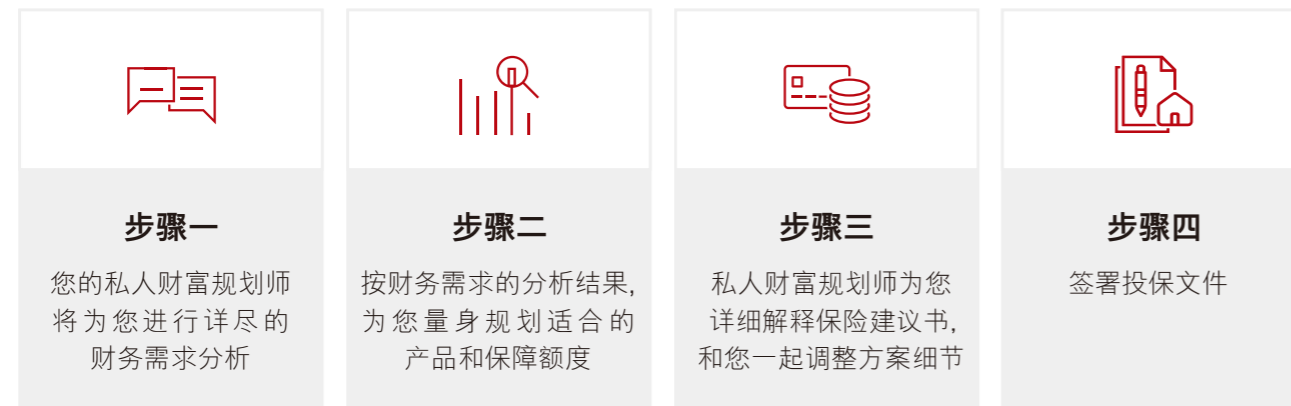 步骤一
您的私人财富规划师
将为您进行详尽的
财务需求分析
步骤二
按财务需求的分析结果,
为您量身规划适合的
产品和保障额度
步骤三
私人财富规划师为您
详细解释保险建议书,
和您一起调整方案细节
步骤四
签署投保文件